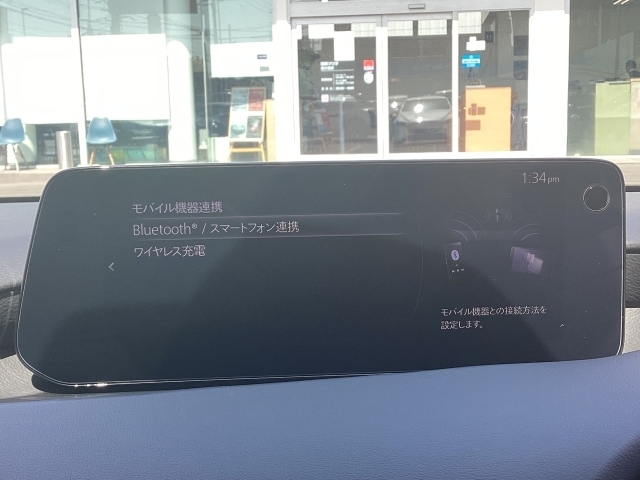 1:34 pm
モバイル機器連携
Bluetooth® / スマートフォン連携
ワイヤレス充電
モバイル機器との接続方法を
設定します。